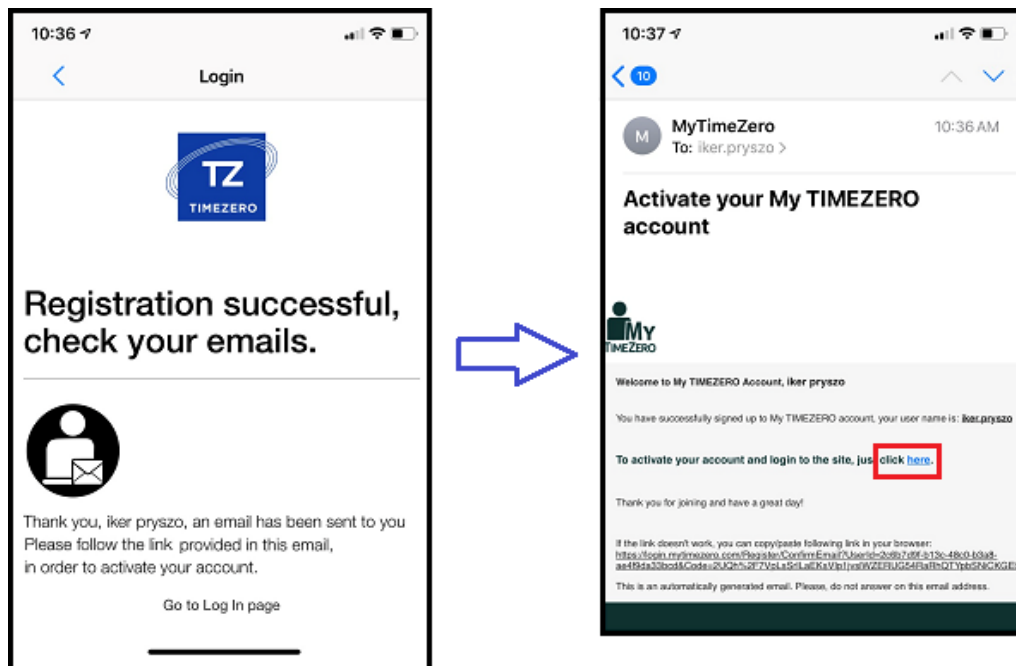 10:36
Login
TZ
TIMEZERO
Registration successful,
check your emails.
Thank you, iker pryszo, an email has been sent to you
Please follow the link provided in this email,
in order to activate your account.
Go to Log In page
10:37
10
M
MyTimeZero
10:36 AM
To: iker.pryszo >
Activate your My TIMEZERO
account
MY
TIMEZERO
Welcome to My TIMEZERO Account, iker pryszo
You have successfully signed up to My TIMEZERO account, your user name is: iker.pryszo
To activate your account and login to the site, jus click here.
Thank you for joining and have a great day!
If the link doesn't work, you can copy/paste following link in your browser:
This is an automatically generated email. Please, do not answer on this email address.